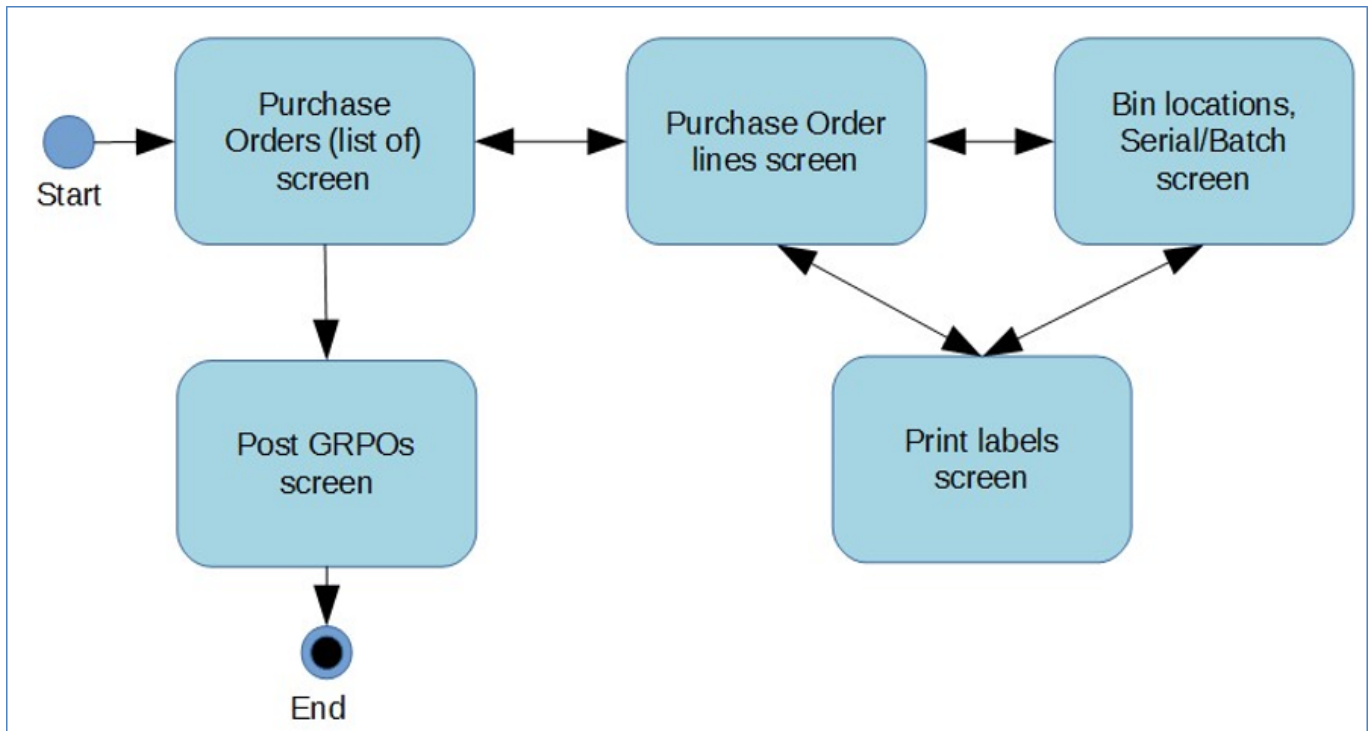 Purchase
Orders (list of)
screen
Purchase Order
lines screen
Bin locations,
Serial/Batch
screen
Start
Post GRPOs
screen
Print labels
screen
End